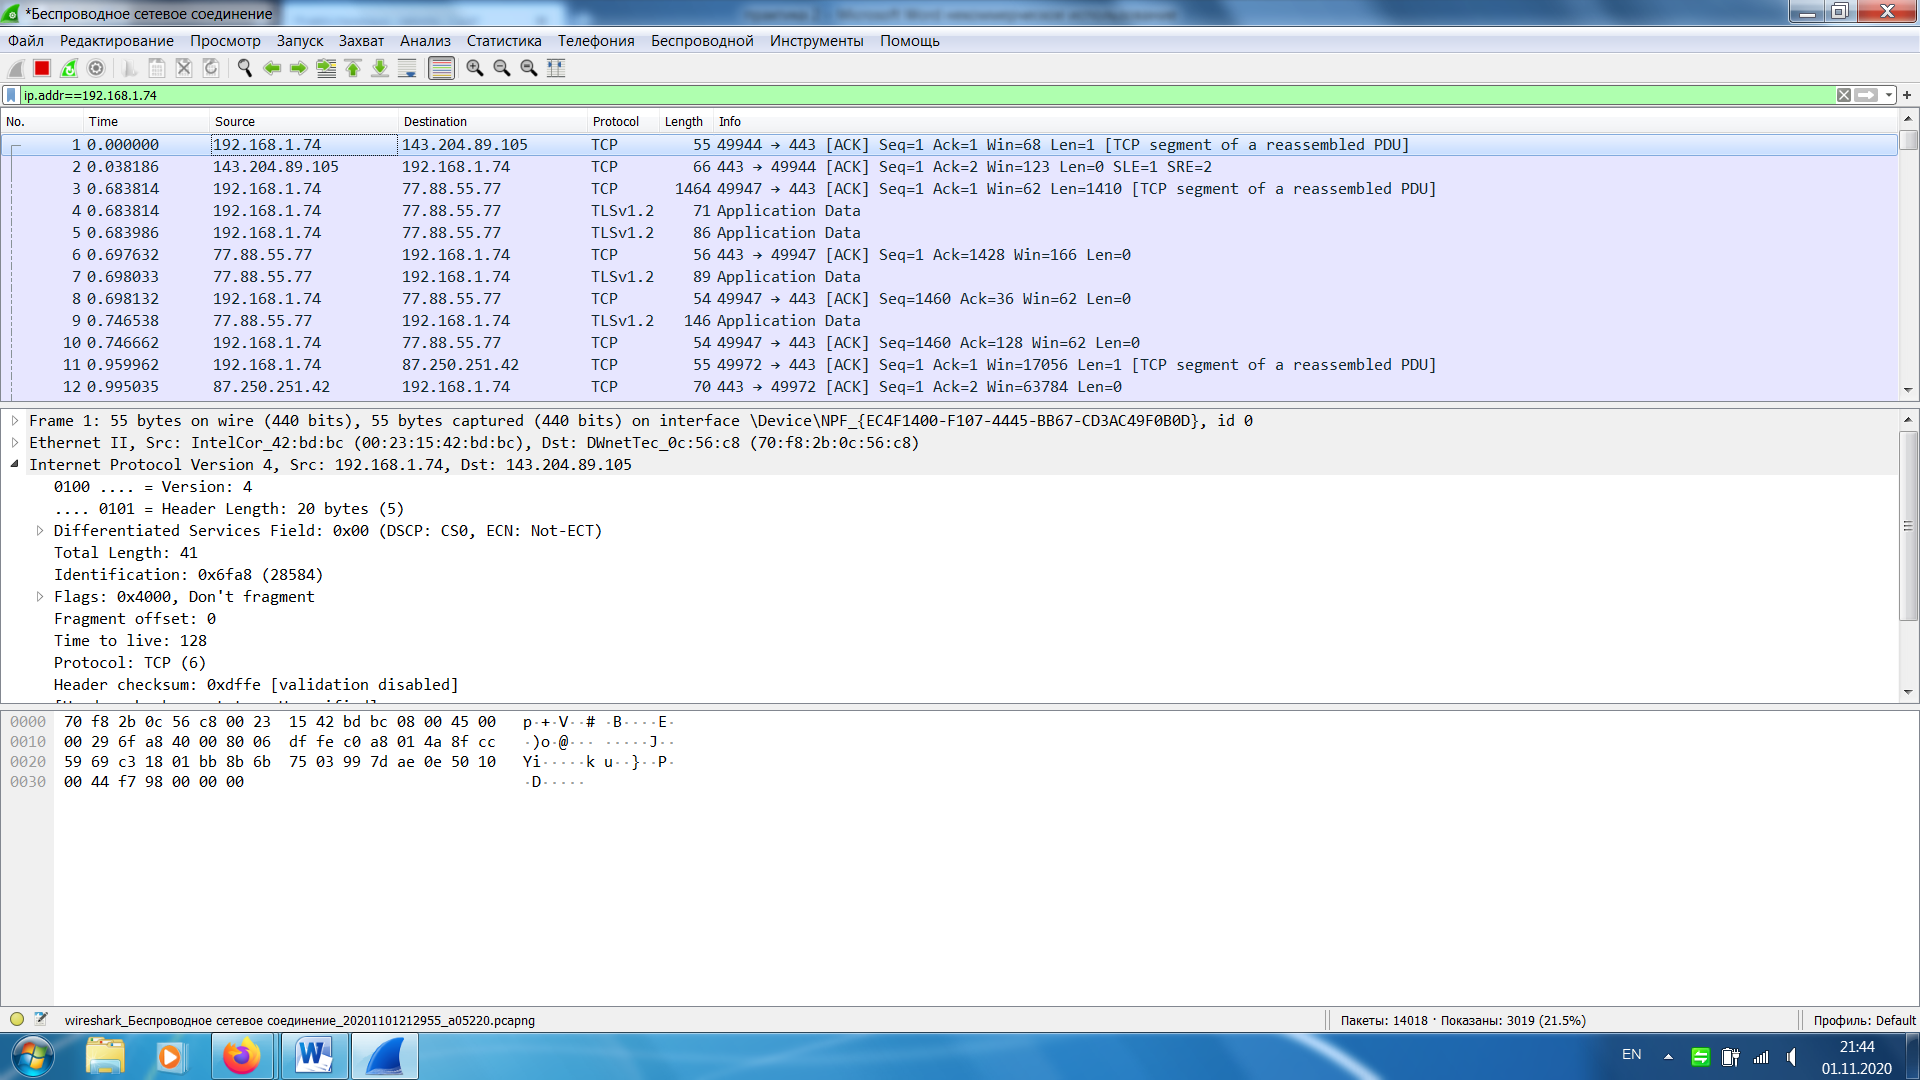 *Беспроводное сетевое соединение
Файл Редактирование Просмотр Запуск Захват Анализ Статистика Телефония Беспроводной Инструменты Помощь
ip.addr==192.168.1.74
No. Time Source Destination Protocol Length Info
1 0.000000 192.168.1.74 143.204.89.105 TCP 55 49944 → 443 [ACK] Seq=1 Ack=1 Win=68 Len=1 [TCP segment of a reassembled PDU]
2 0.038186 143.204.89.105 192.168.1.74 TCP 66 443 → 49944 [ACK] Seq=1 Ack=2 Win=123 Len=0 SLE=1 SRE=2
3 0.683814 192.168.1.74 77.88.55.77 TCP 1464 49947 → 443 [ACK] Seq=1 Ack=1 Win=62 Len=1410 [TCP segment of a reassembled PDU]
4 0.683814 192.168.1.74 77.88.55.77 TLSv1.2 71 Application Data
5 0.683986 192.168.1.74 77.88.55.77 TLSv1.2 86 Application Data
6 0.697632 77.88.55.77 192.168.1.74 TCP 56 443 → 49947 [ACK] Seq=1 Ack=1428 Win=166 Len=0
7 0.698033 77.88.55.77 192.168.1.74 TLSv1.2 89 Application Data
8 0.698132 192.168.1.74 77.88.55.77 TCP 54 49947 → 443 [ACK] Seq=1460 Ack=36 Win=62 Len=0
9 0.746538 77.88.55.77 192.168.1.74 TLSv1.2 146 Application Data
10 0.746662 192.168.1.74 77.88.55.77 TCP 54 49947 → 443 [ACK] Seq=1460 Ack=128 Win=62 Len=0
11 0.959962 192.168.1.74 87.250.251.42 TCP 55 49972 → 443 [ACK] Seq=1 Ack=1 Win=17056 Len=1 [TCP segment of a reassembled PDU]
12 0.995035 87.250.251.42 192.168.1.74 TCP 70 443 → 49972 [ACK] Seq=1 Ack=2 Win=63784 Len=0
Frame 1: 55 bytes on wire (440 bits), 55 bytes captured (440 bits) on interface \Device\NPF_{EC4F1400-F107-4445-BB67-CD3AC49F0B0D}, id 0
Ethernet II, Src: IntelCor_42:bd:bc (00:23:15:42:bd:bc), Dst: DWnetTec_0c:56:c8 (70:f8:2b:0c:56:c8)
Internet Protocol Version 4, Src: 192.168.1.74, Dst: 143.204.89.105
0100 .... = Version: 4
.... 0101 = Header Length: 20 bytes (5)
Differentiated Services Field: 0x00 (DSCP: CS0, ECN: Not-ECT)
Total Length: 41
Identification: 0x6fa8 (28584)
Flags: 0x4000, Don't fragment
Fragment offset: 0
Time to live: 128
Protocol: TCP (6)
Header checksum: 0xdffe [validation disabled]
0000 70 f8 2b 0c 56 c8 00 23 15 42 bd bc 08 00 45 00 p·+·V··# ·B····E·
0010 00 29 6f a8 40 00 80 06 df fe c0 a8 01 4a 8f cc ·)o·@··· ·····J··
0020 59 69 c3 18 01 bb 8b 6b 75 03 99 7d ae 0e 50 10 Yi·····k u··}··P·
0030 00 44 f7 98 00 00 00 ·D·····
wireshark_Беспроводное сетевое соединение_20201101212955_a05220.pcapng
Пакеты: 14018 · Показаны: 3019 (21.5%)
Профиль: Default
EN
21:44
01.11.2020